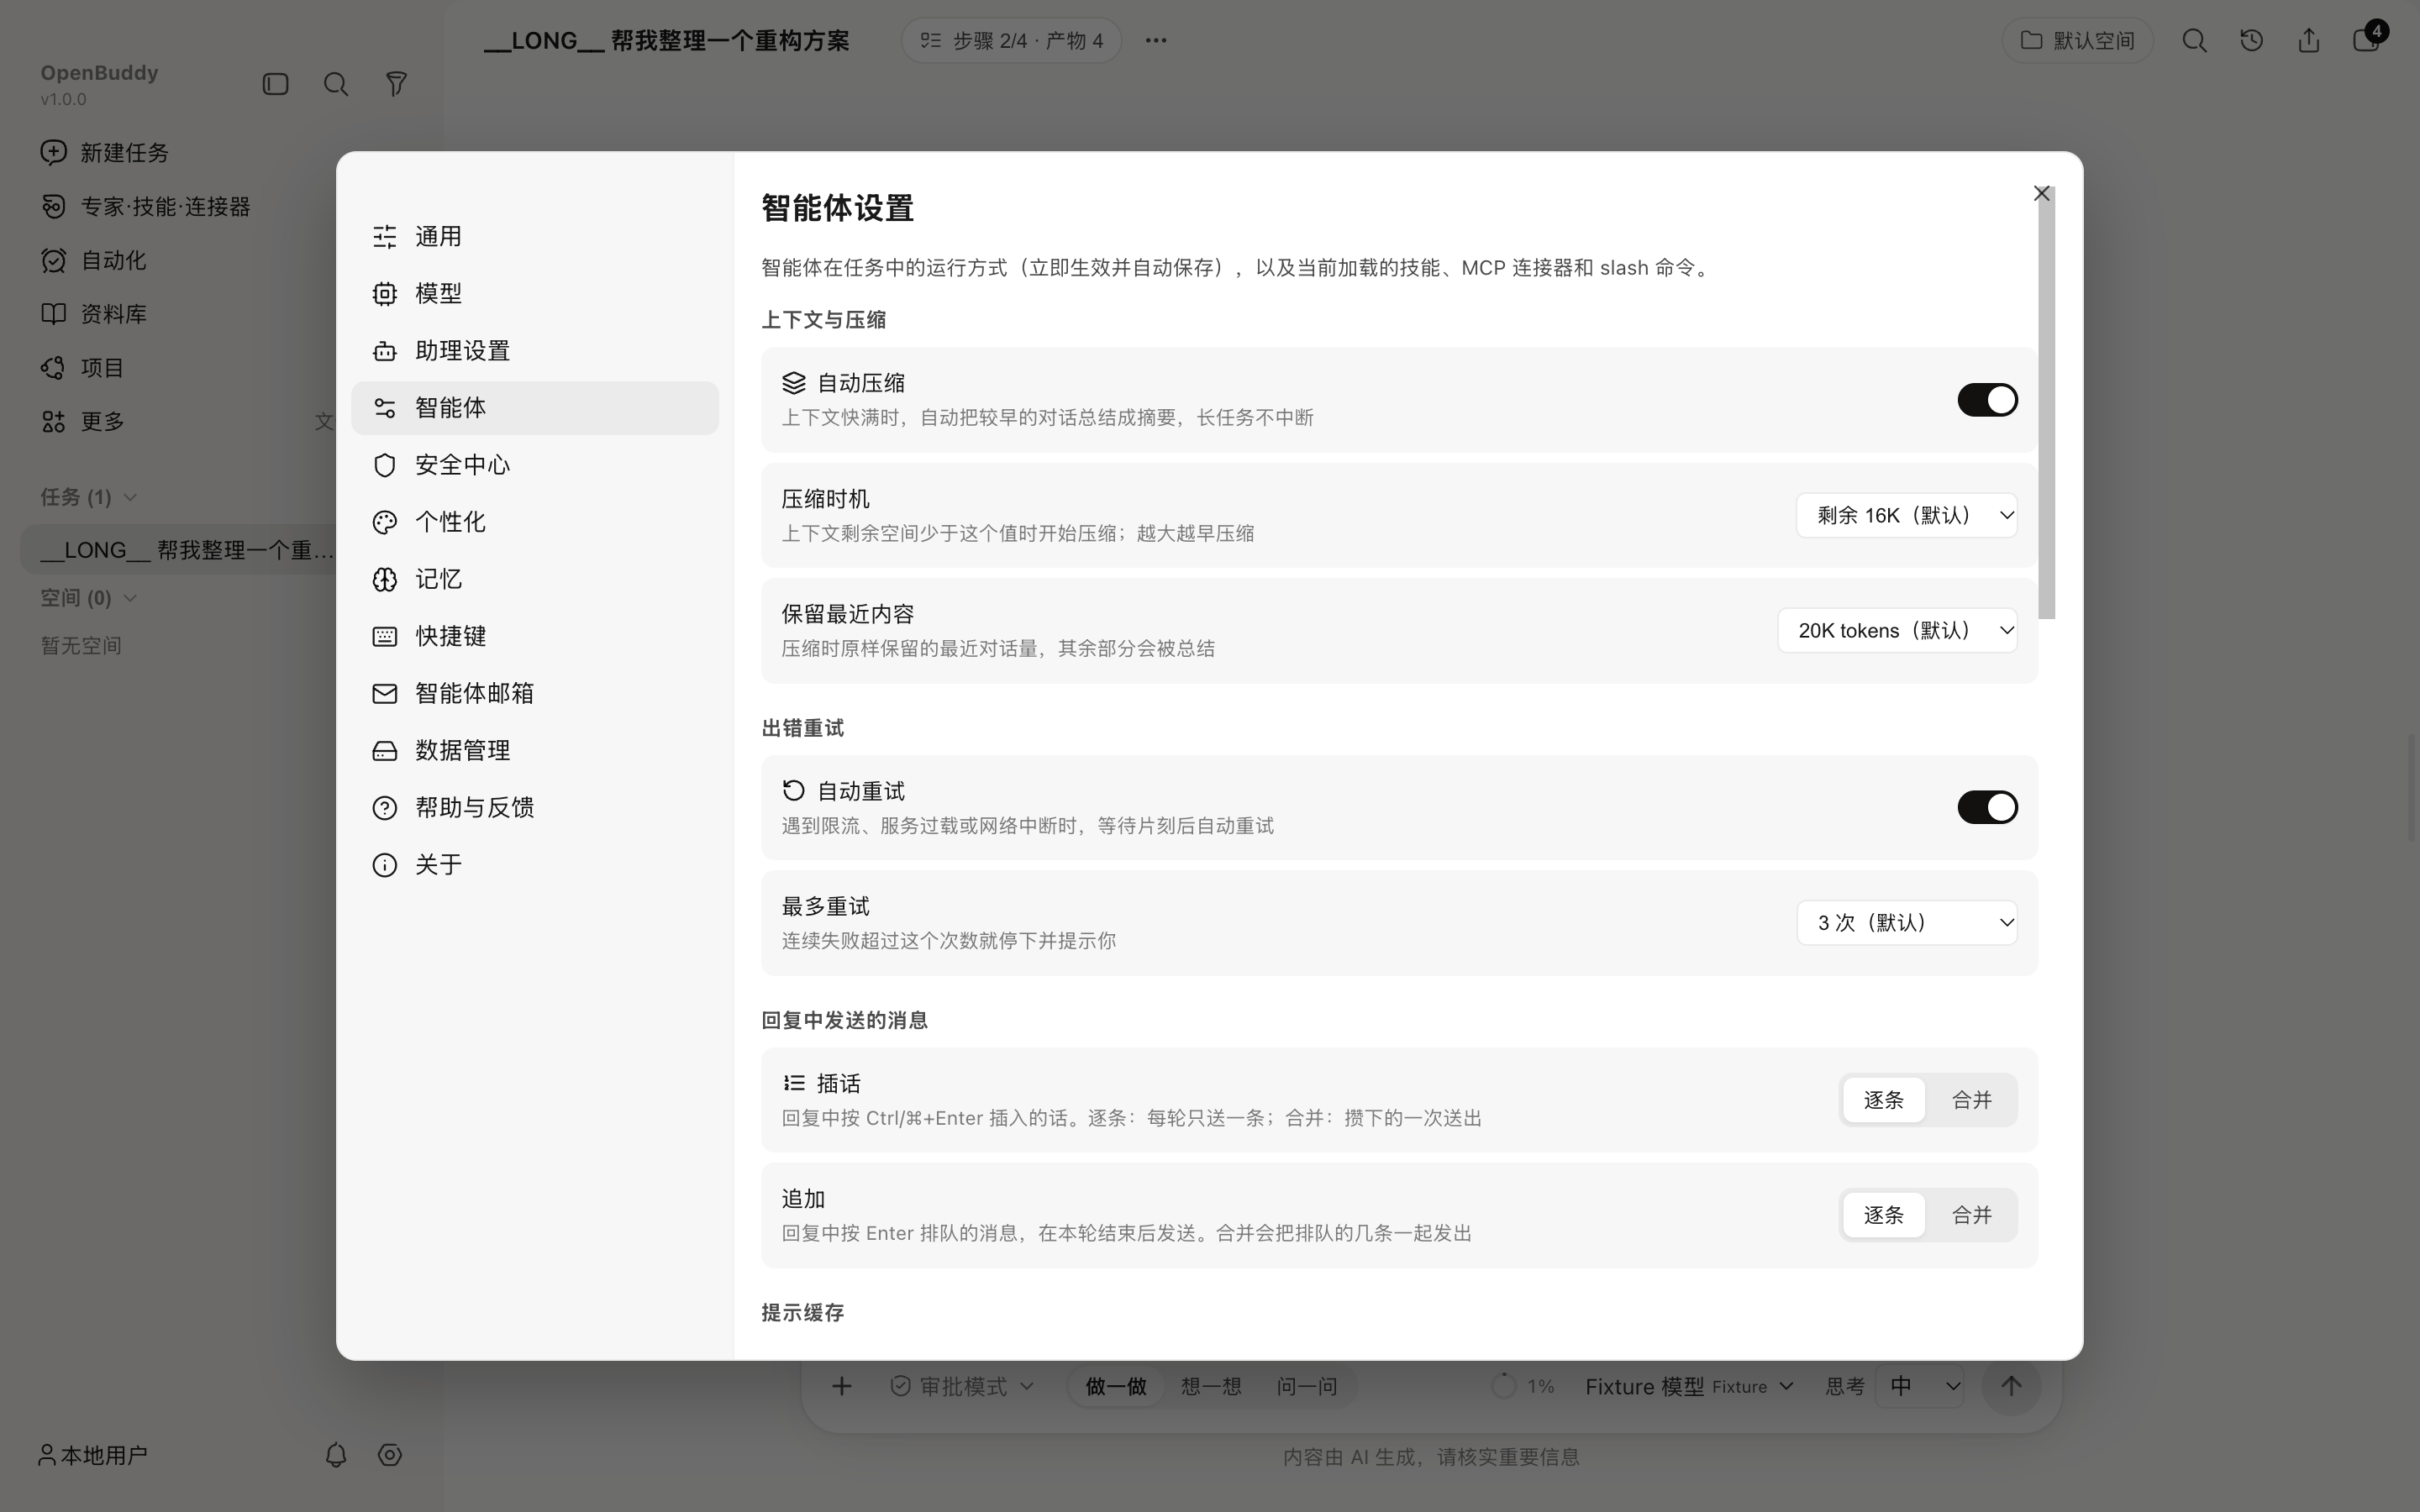 OpenBuddy
v1.0.0
新建任务
专家·技能·连接器
自动化
资料库
项目
更多
文
任务 (1)
__LONG__ 帮我整理一个重…
空间 (0)
暂无空间
本地用户
__LONG__ 帮我整理一个重构方案
步骤 2/4 · 产物 4
默认空间
4
通用
模型
助理设置
智能体
安全中心
个性化
记忆
快捷键
智能体邮箱
数据管理
帮助与反馈
关于
智能体设置
智能体在任务中的运行方式（立即生效并自动保存），以及当前加载的技能、MCP 连接器和 slash 命令。
上下文与压缩
自动压缩
上下文快满时，自动把较早的对话总结成摘要，长任务不中断
压缩时机
上下文剩余空间少于这个值时开始压缩；越大越早压缩
剩余 16K（默认）
保留最近内容
压缩时原样保留的最近对话量，其余部分会被总结
20K tokens（默认）
出错重试
自动重试
遇到限流、服务过载或网络中断时，等待片刻后自动重试
最多重试
连续失败超过这个次数就停下并提示你
3 次（默认）
回复中发送的消息
插话
回复中按 Ctrl/⌘+Enter 插入的话。逐条：每轮只送一条；合并：攒下的一次送出
逐条 合并
追加
回复中按 Enter 排队的消息，在本轮结束后发送。合并会把排队的几条一起发出
逐条 合并
提示缓存
审批模式 做一做 想一想 问一问 1% Fixture 模型 Fixture 思考 中
内容由 AI 生成，请核实重要信息